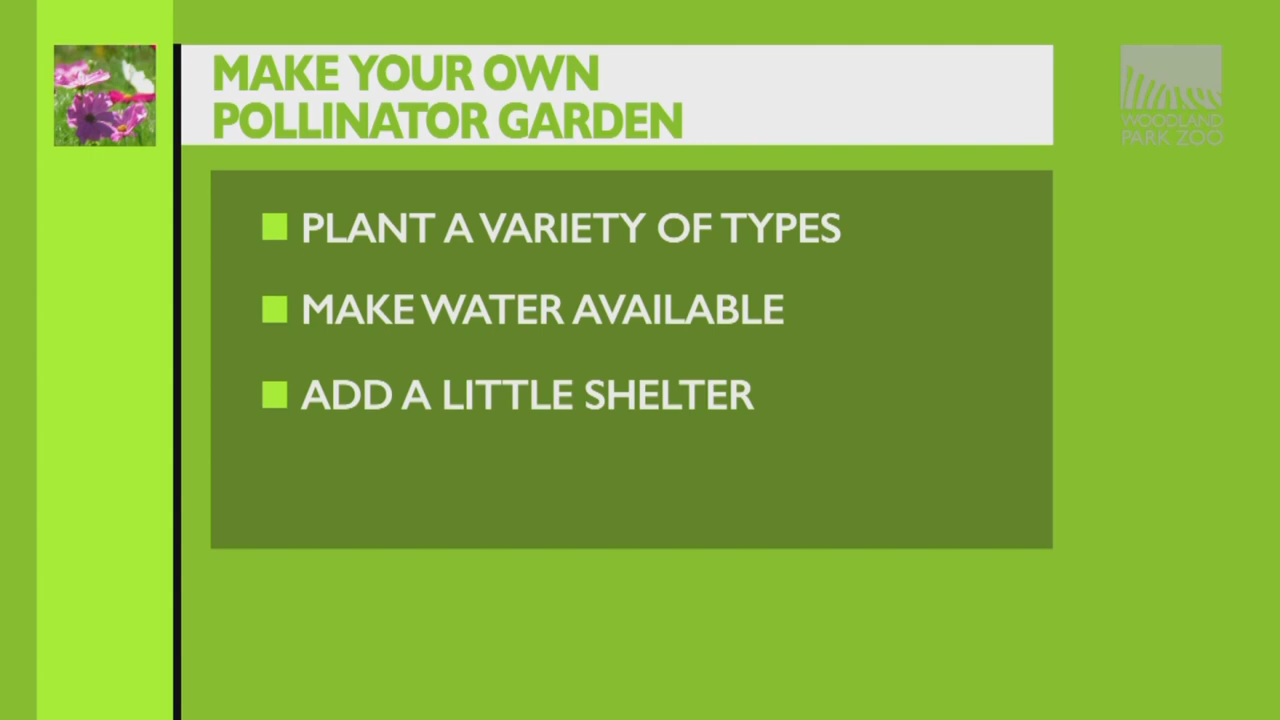 MAKE YOUR OWN
POLLINATOR GARDEN
WOODLAND
PARK ZOO
PLANT A VARIETY OF TYPES
MAKE WATER AVAILABLE
ADD A LITTLE SHELTER